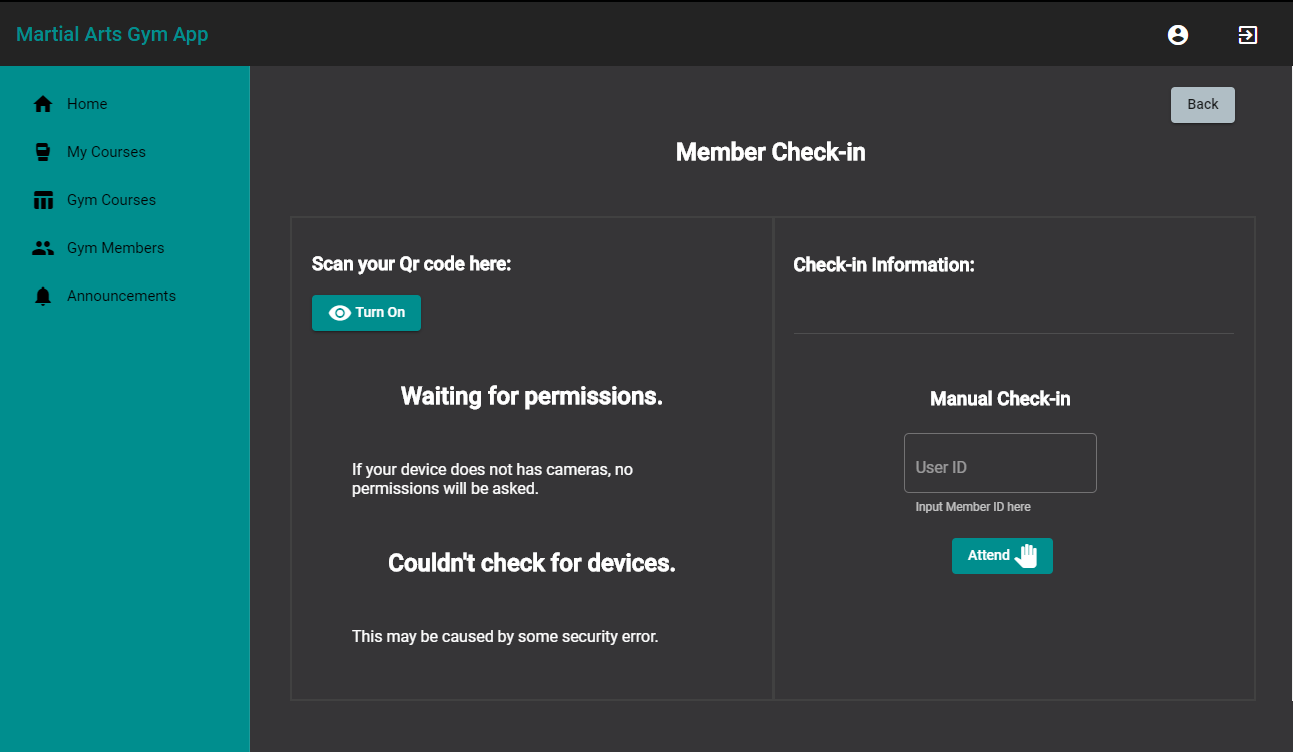 Martial Arts Gym App
Home
My Courses
Gym Courses
Gym Members
Announcements
Back
Member Check-in
Scan your Qr code here:
Turn On
Waiting for permissions.
If your device does not has cameras, no
permissions will be asked.
Couldn't check for devices.
This may be caused by some security error.
Check-in Information:
Manual Check-in
User ID
Input Member ID here
Attend